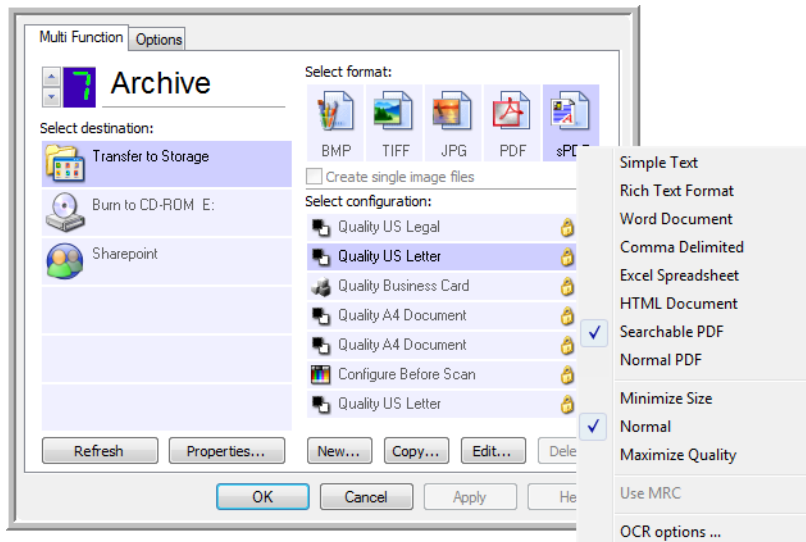 Multi Function
Options
7
Archive
Select destination:
Transfer to Storage
Burn to CD-ROM E:
Sharepoint
Refresh
Properties...
Select format:
BMP
TIFF
JPG
PDF
Create single image files
Select configuration:
Quality US Legal
Quality US Letter
Quality Business Card
Quality A4 Document
Quality A4 Document
Configure Before Scan
Quality US Letter
New...
Copy...
Edit...
Dele
OK
Cancel
Apply
He
Simple Text
Rich Text Format
Word Document
Comma Delimited
Excel Spreadsheet
HTML Document
Searchable PDF
Normal PDF
Minimize Size
Normal
Maximize Quality
Use MRC
OCR options ...